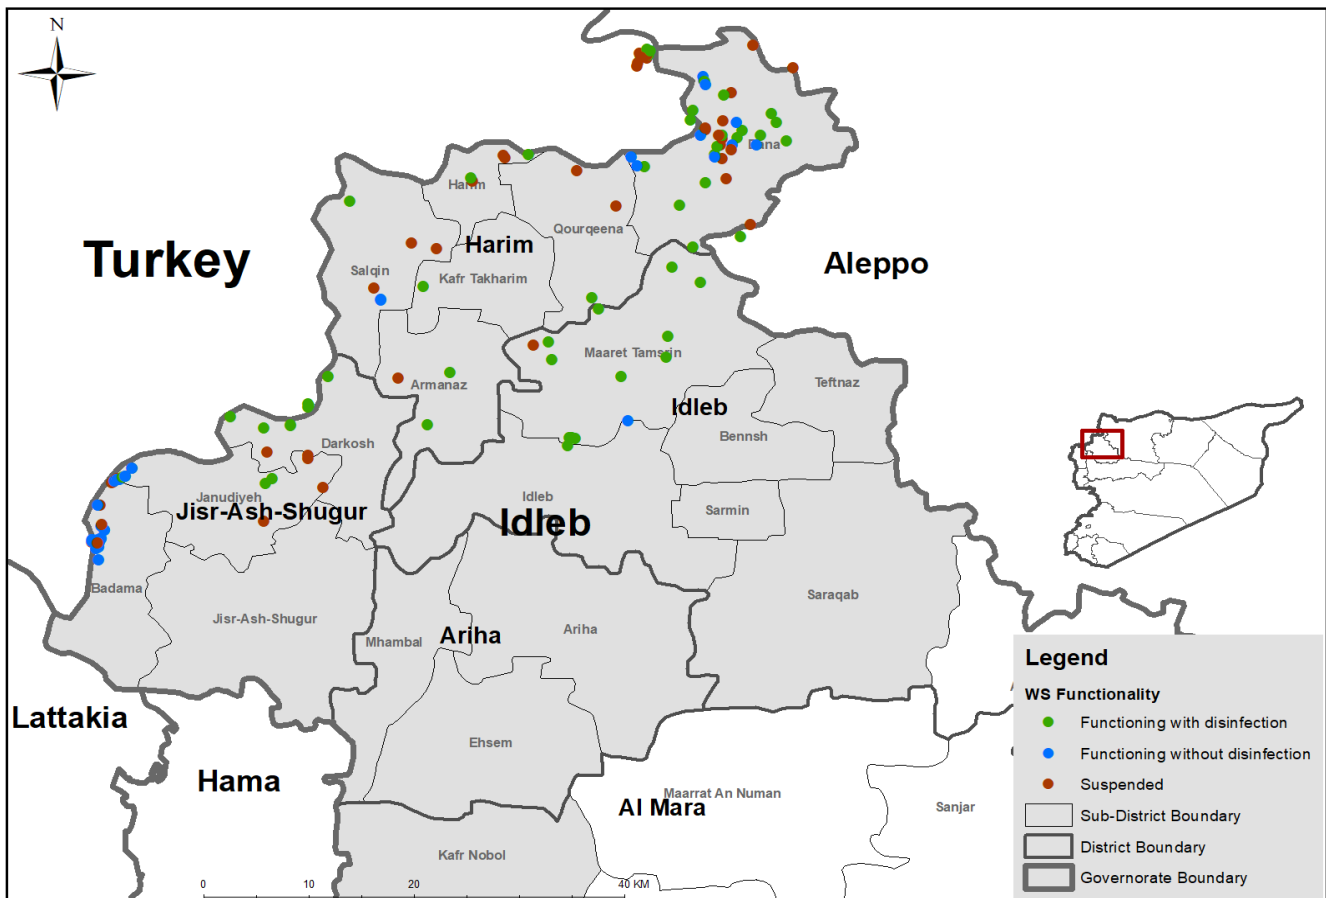 N
Dana
Harim
Harim
Qourqeena
Turkey
Aleppo
Salqin
Kafr Takharim
Maaret Tamsrin
Armanaz
Teftnaz
Idleb
Bennsh
Darkosh
Janudiyeh
Jisr-Ash-Shugur
Idleb
Idleb
Sarmin
Badama
Saraqab
Jisr-Ash-Shugur
Mhambal
Ariha
Ariha
Lattakia
Ehsem
Hama
Maarrat An Numan
Al Mara
Sanjar
Kafr Nobol
0 10 20 40 KM
Legend
WS Functionality
Functioning with disinfection
Functioning without disinfection
Suspended
Sub-District Boundary
District Boundary
Governorate Boundary